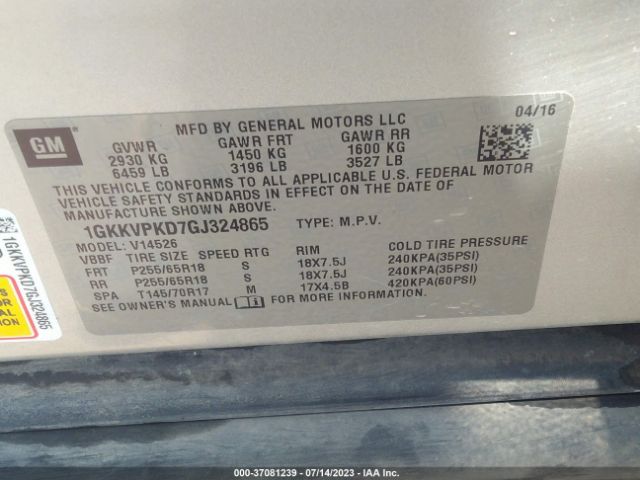 MFD BY GENERAL MOTORS LLC 04/16
GM
GVWR GAWR FRT GAWR RR
2930 KG 1450 KG 1600 KG
6459 LB 3196 LB 3527 LB
THIS VEHICLE CONFORMS TO ALL APPLICABLE U.S. FEDERAL MOTOR
VEHICLE SAFETY STANDARDS IN EFFECT ON THE DATE OF
MANUFACTURE SHOWN ABOVE.
1GKKVPKD7GJ324865 TYPE: M.P.V.
MODEL: V14526
VBBF TIRE SIZE SPEED RTG RIM COLD TIRE PRESSURE
FRT P255/65R18 S 18X7.5J 240KPA(35PSI)
RR P255/65R18 S 18X7.5J 240KPA(35PSI)
SPA T145/70R17 M 17X4.5B 420KPA(60PSI)
SEE OWNER'S MANUAL FOR MORE INFORMATION.
1GKKVPKD7GJ324865
000-37081239 - 07/14/2023 - IAA Inc.